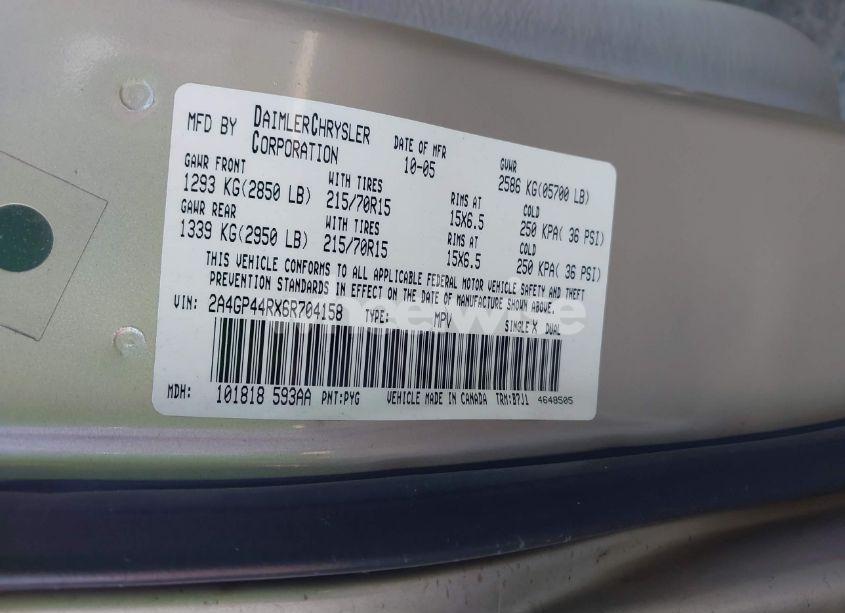 MFD BY DAIMLERCHRYSLER CORPORATION DATE OF MFR 10-05 GVWR 2586 KG(05700 LB)
GAWR FRONT WITH TIRES RIMS AT COLD
1293 KG(2850 LB) 215/70R15 15X6.5 250 KPA( 36 PSI)
GAWR REAR WITH TIRES RIMS AT COLD
1339 KG(2950 LB) 215/70R15 15X6.5 250 KPA( 36 PSI)
THIS VEHICLE CONFORMS TO ALL APPLICABLE FEDERAL MOTOR VEHICLE SAFETY AND THEFT
PREVENTION STANDARDS IN EFFECT ON THE DATE OF MANUFACTURE SHOWN ABOVE.
VIN: 2A4GP44RX6R704158 TYPE: MPV SINGLE X DUAL
MDH: 101818 593AA PNT:PYG VEHICLE MADE IN CANADA TRM:B7J1 4648505